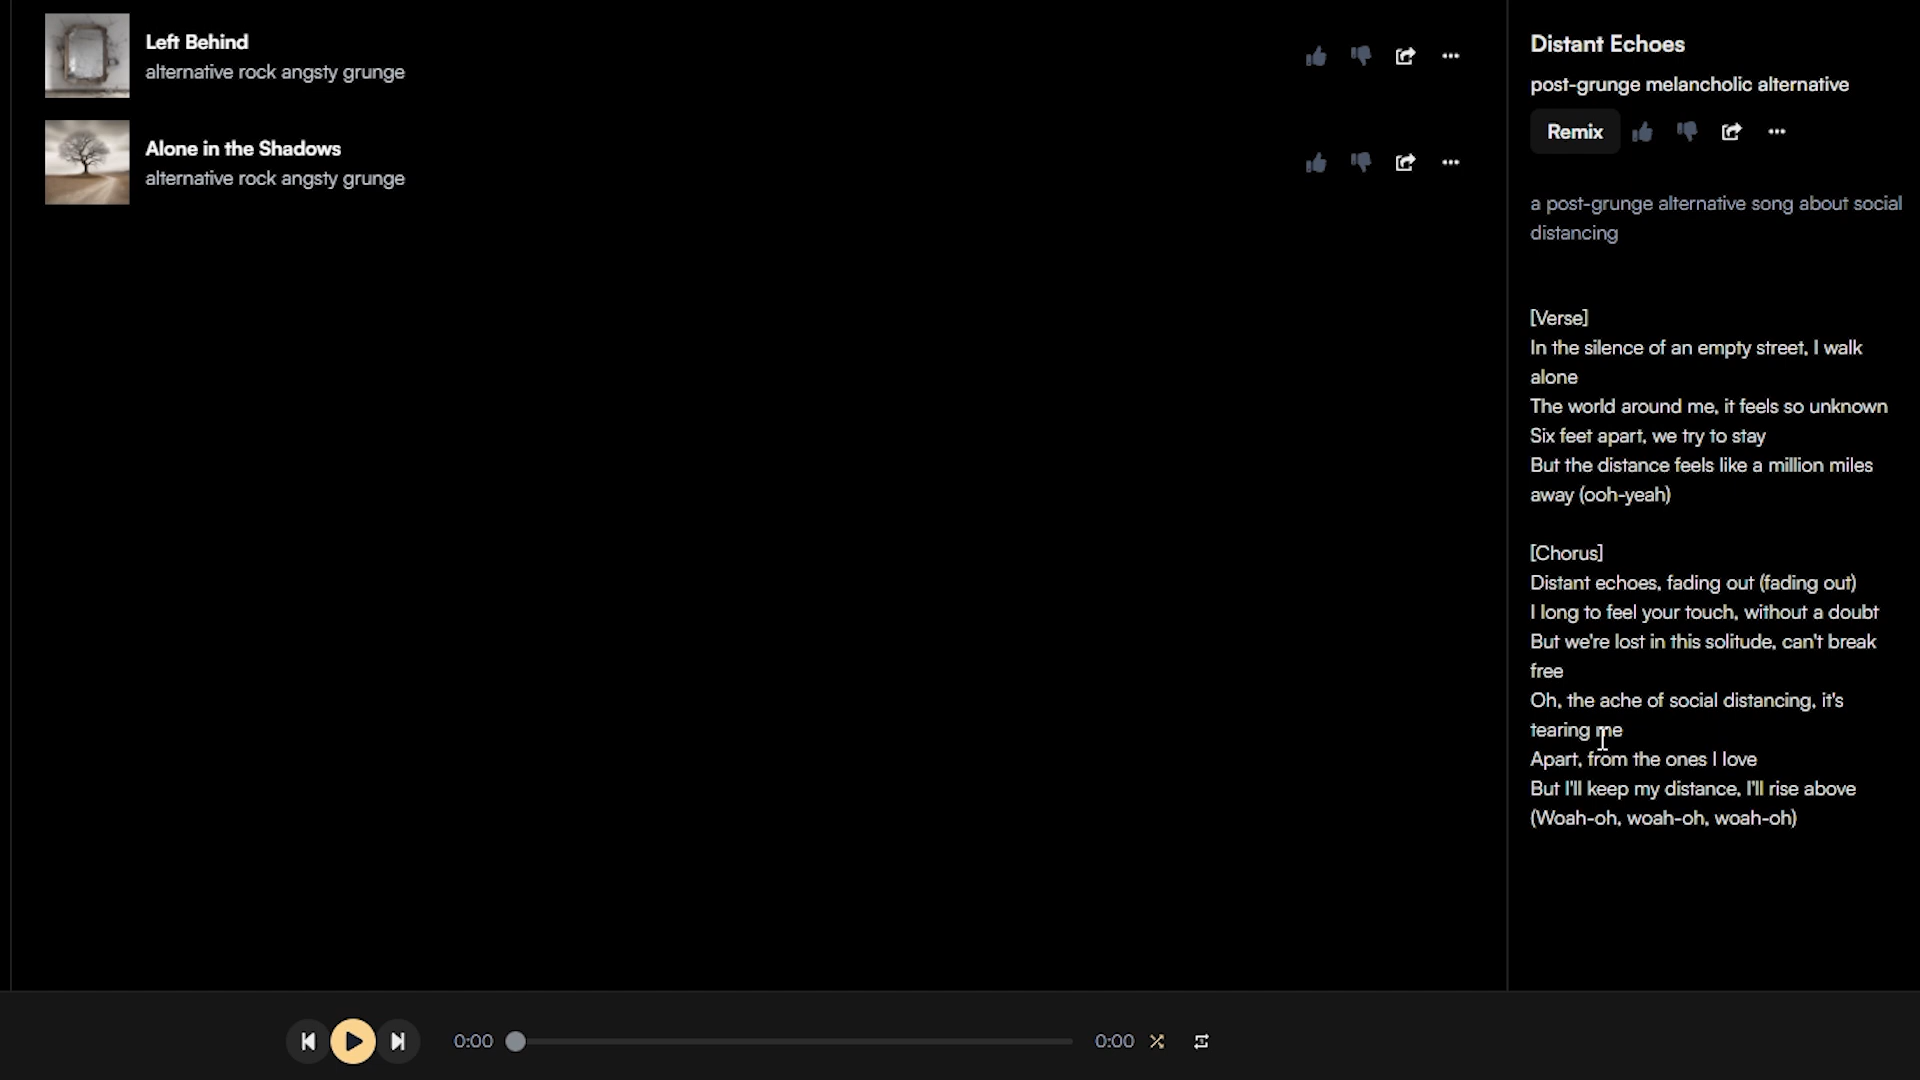 Left Behind
alternative rock angsty grunge
Alone in the Shadows
alternative rock angsty grunge
Distant Echoes
post-grunge melancholic alternative
Remix
a post-grunge alternative song about social
distancing
[Verse]
In the silence of an empty street, I walk
alone
The world around me, it feels so unknown
Six feet apart, we try to stay
But the distance feels like a million miles
away (ooh-yeah)
[Chorus]
Distant echoes, fading out (fading out)
I long to feel your touch, without a doubt
But we're lost in this solitude, can't break
free
Oh, the ache of social distancing, it's
tearing me
Apart, from the ones I love
But I'll keep my distance, I'll rise above
(Woah-oh, woah-oh, woah-oh)
0:00
0:00